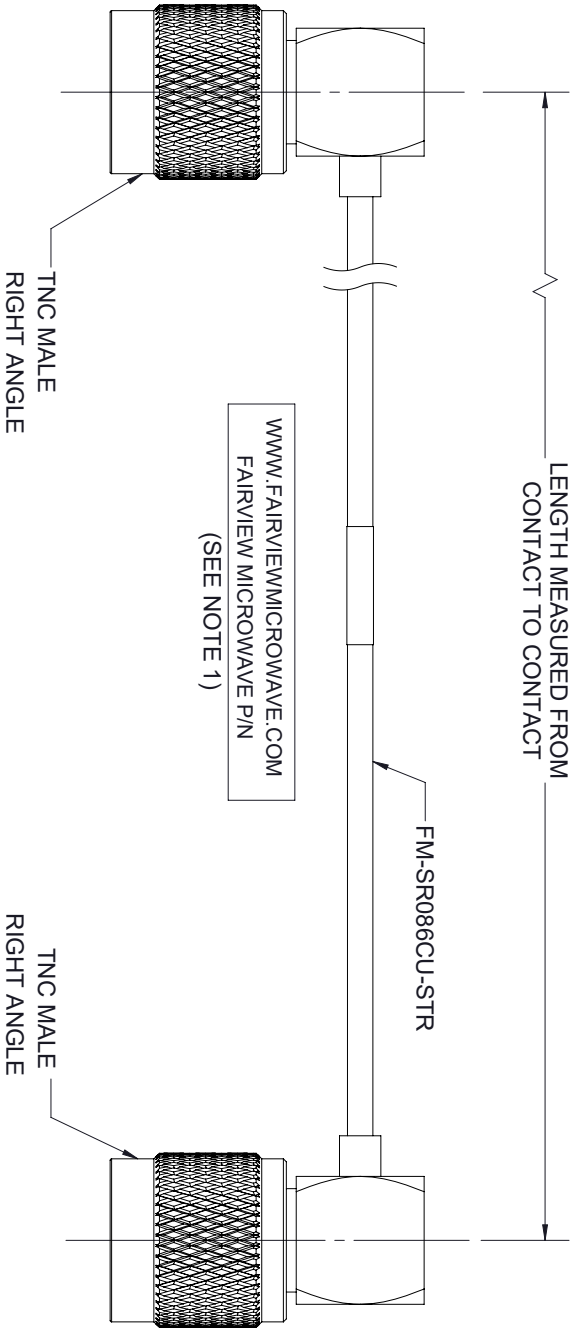 LENGTH MEASURED FROM
CONTACT TO CONTACT
FM-SR086CU-STR
WWW.FAIRVIEWMICROWAVE.COM
FAIRVIEW MICROWAVE P/N
(SEE NOTE 1)
TNC MALE
RIGHT ANGLE
TNC MALE
RIGHT ANGLE